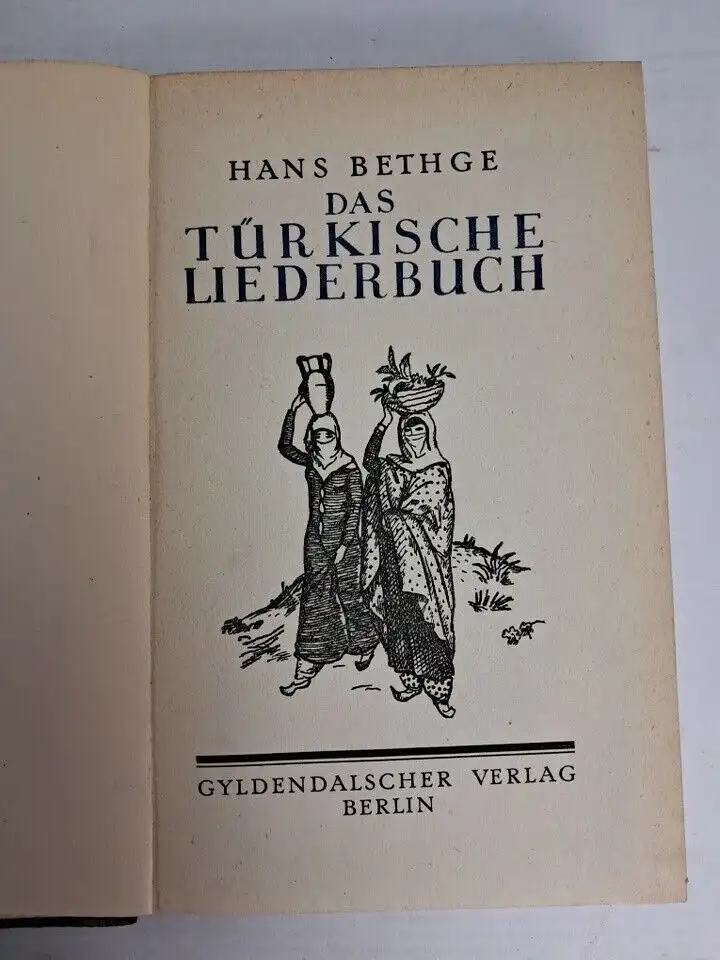 HANS BETHGE
DAS
TÜRKISCHE
LIEDERBUCH
GYLDENDALSCHER VERLAG
BERLIN